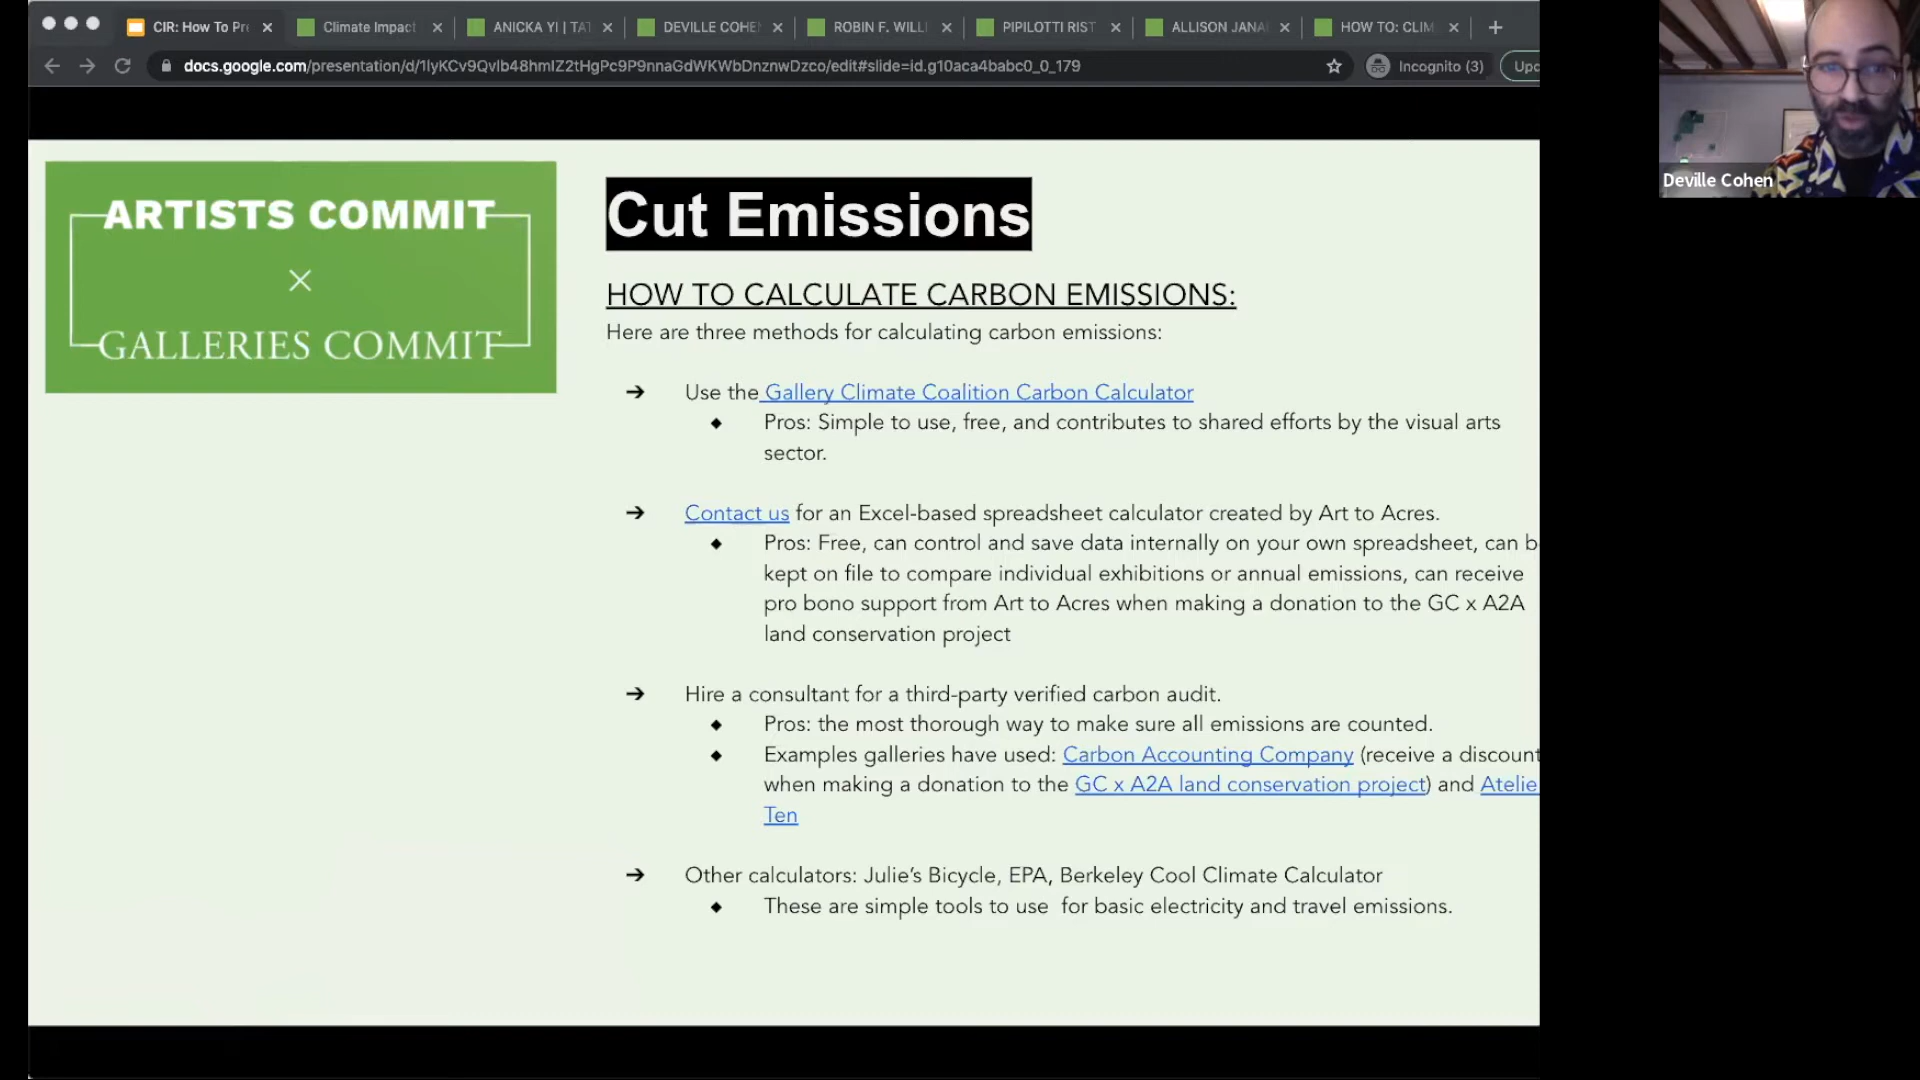 CIR: How To Pr
Climate Impact
ANICKA YI | TA
DEVILLE COHE
ROBIN F. WILL
PIPILOTTI RIST
ALLISON JANA
HOW TO: CLIM
docs.google.com/presentation/d/1lyKCv9Qvlb48hmIZ2tHgPc9P9nnaGdWKWbDnznwDzco/edit#slide=id.g10aca4babc0_0_179
Incognito (3)
Deville Cohen
ARTISTS COMMIT
×
GALLERIES COMMIT
Cut Emissions
HOW TO CALCULATE CARBON EMISSIONS:
Here are three methods for calculating carbon emissions:
➔ Use the Gallery Climate Coalition Carbon Calculator
◆ Pros: Simple to use, free, and contributes to shared efforts by the visual arts
sector.
➔ Contact us for an Excel-based spreadsheet calculator created by Art to Acres.
◆ Pros: Free, can control and save data internally on your own spreadsheet, can b
kept on file to compare individual exhibitions or annual emissions, can receive
pro bono support from Art to Acres when making a donation to the GC x A2A
land conservation project
➔ Hire a consultant for a third-party verified carbon audit.
◆ Pros: the most thorough way to make sure all emissions are counted.
◆ Examples galleries have used: Carbon Accounting Company (receive a discount
when making a donation to the GC x A2A land conservation project) and Atelie
Ten
➔ Other calculators: Julie's Bicycle, EPA, Berkeley Cool Climate Calculator
◆ These are simple tools to use for basic electricity and travel emissions.